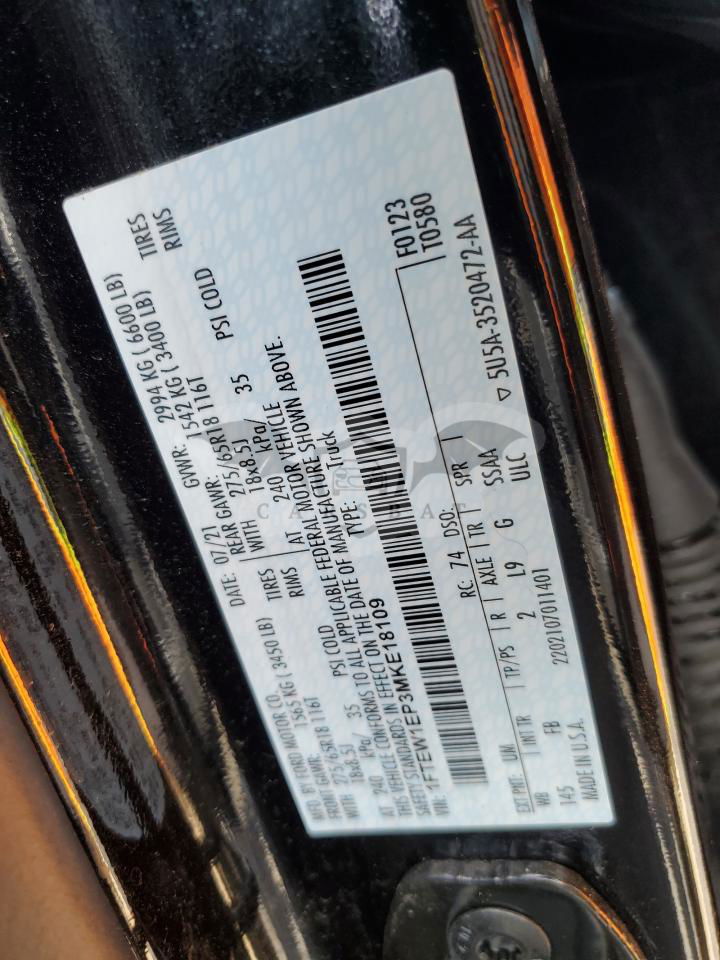 MFD. BY FORD MOTOR CO. DATE: 07/21 GVWR: 2994 KG ( 6600 LB)
FRONT GAWR: 1565 KG ( 3450 LB) REAR GAWR: 1542 KG ( 3400 LB)
275/65R18 116T TIRES WITH 275/65R18 116T TIRES
WITH 18x8.5J RIMS 18x8.5J RIMS
AT 240 kPa/ 35 PSI COLD AT 240 kPa/ 35 PSI COLD
THIS VEHICLE CONFORMS TO ALL APPLICABLE FEDERAL MOTOR VEHICLE
SAFETY STANDARDS IN EFFECT ON THE DATE OF MANUFACTURE SHOWN ABOVE.
VIN: 1FTEW1EP3MKE18109 TYPE: Truck
F0123
T0580
EXT PNT: UM RC: 74 DSO:
WB INT TR TP/PS R AXLE TR SPR
145 FB 2 L9 G SSAA
MADE IN U.S.A. 2202107011401 ULC
▽ 5U5A-3520472-AA
CARSBAT